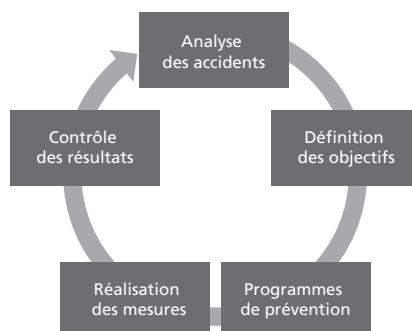 Analyse
des accidents
Définition
des objectifs
Programmes
de prévention
Réalisation
des mesures
Contrôle
des résultats